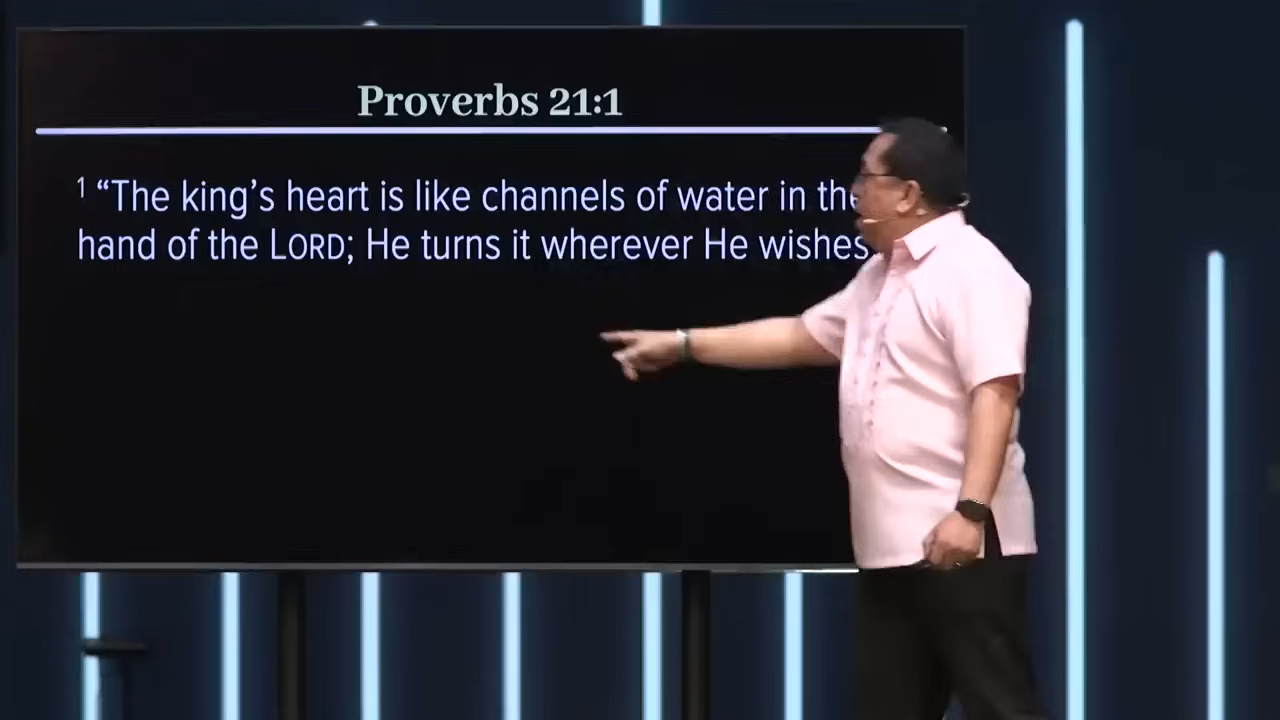 Proverbs 21:1
1 “The king’s heart is like channels of water in the
hand of the LORD; He turns it wherever He wishes